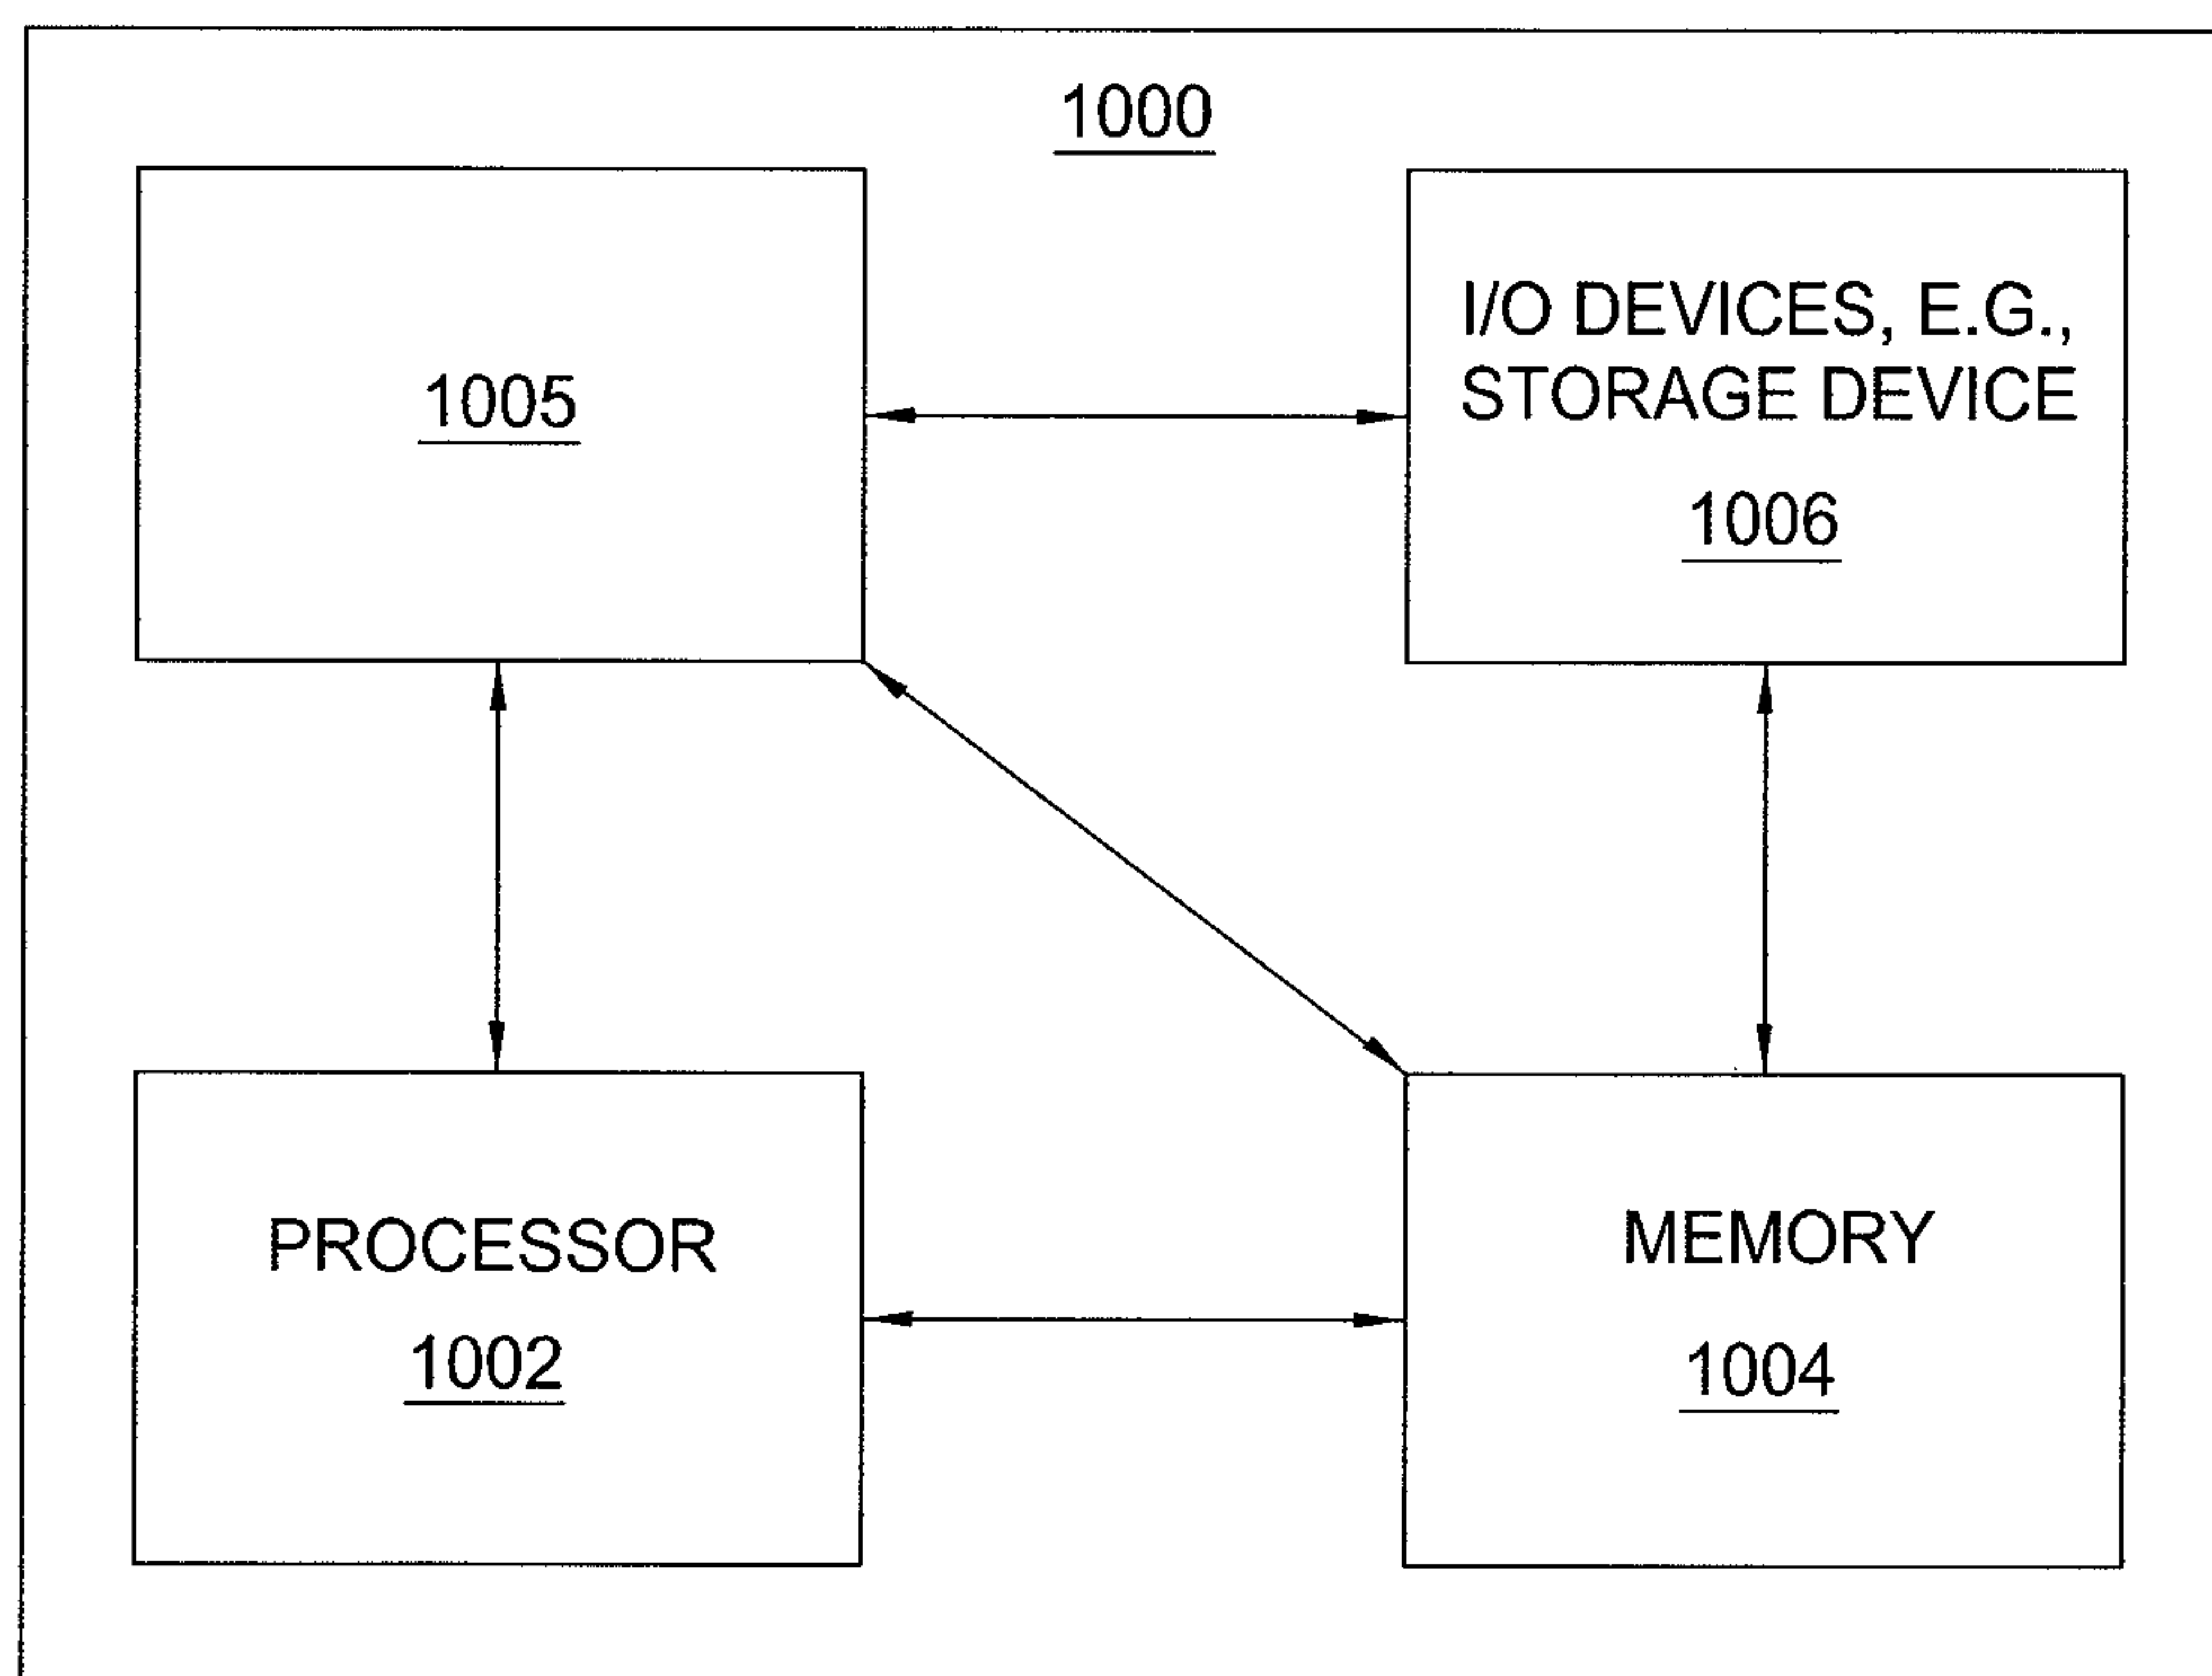 1000
1005
I/O DEVICES, E.G.,
STORAGE DEVICE
1006
PROCESSOR
1002
MEMORY
1004